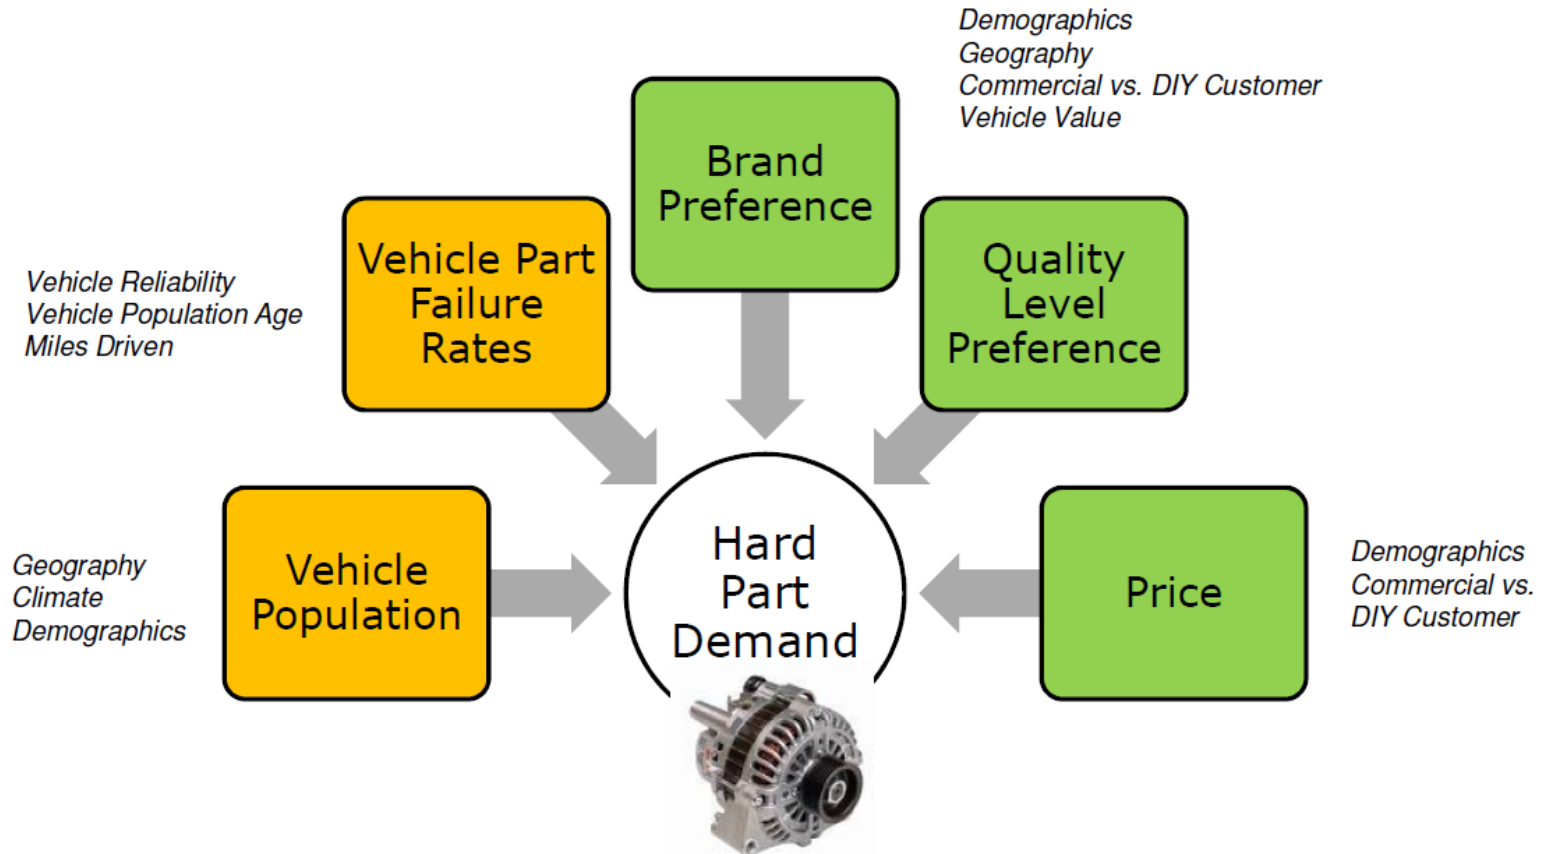 Demographics
Geography
Commercial vs. DIY Customer
Vehicle Value
Brand
Preference
Vehicle Part
Failure
Rates
Quality
Level
Preference
Vehicle Reliability
Vehicle Population Age
Miles Driven
Hard
Part
Demand
Vehicle
Population
Geography
Climate
Demographics
Price
Demographics
Commercial vs.
DIY Customer